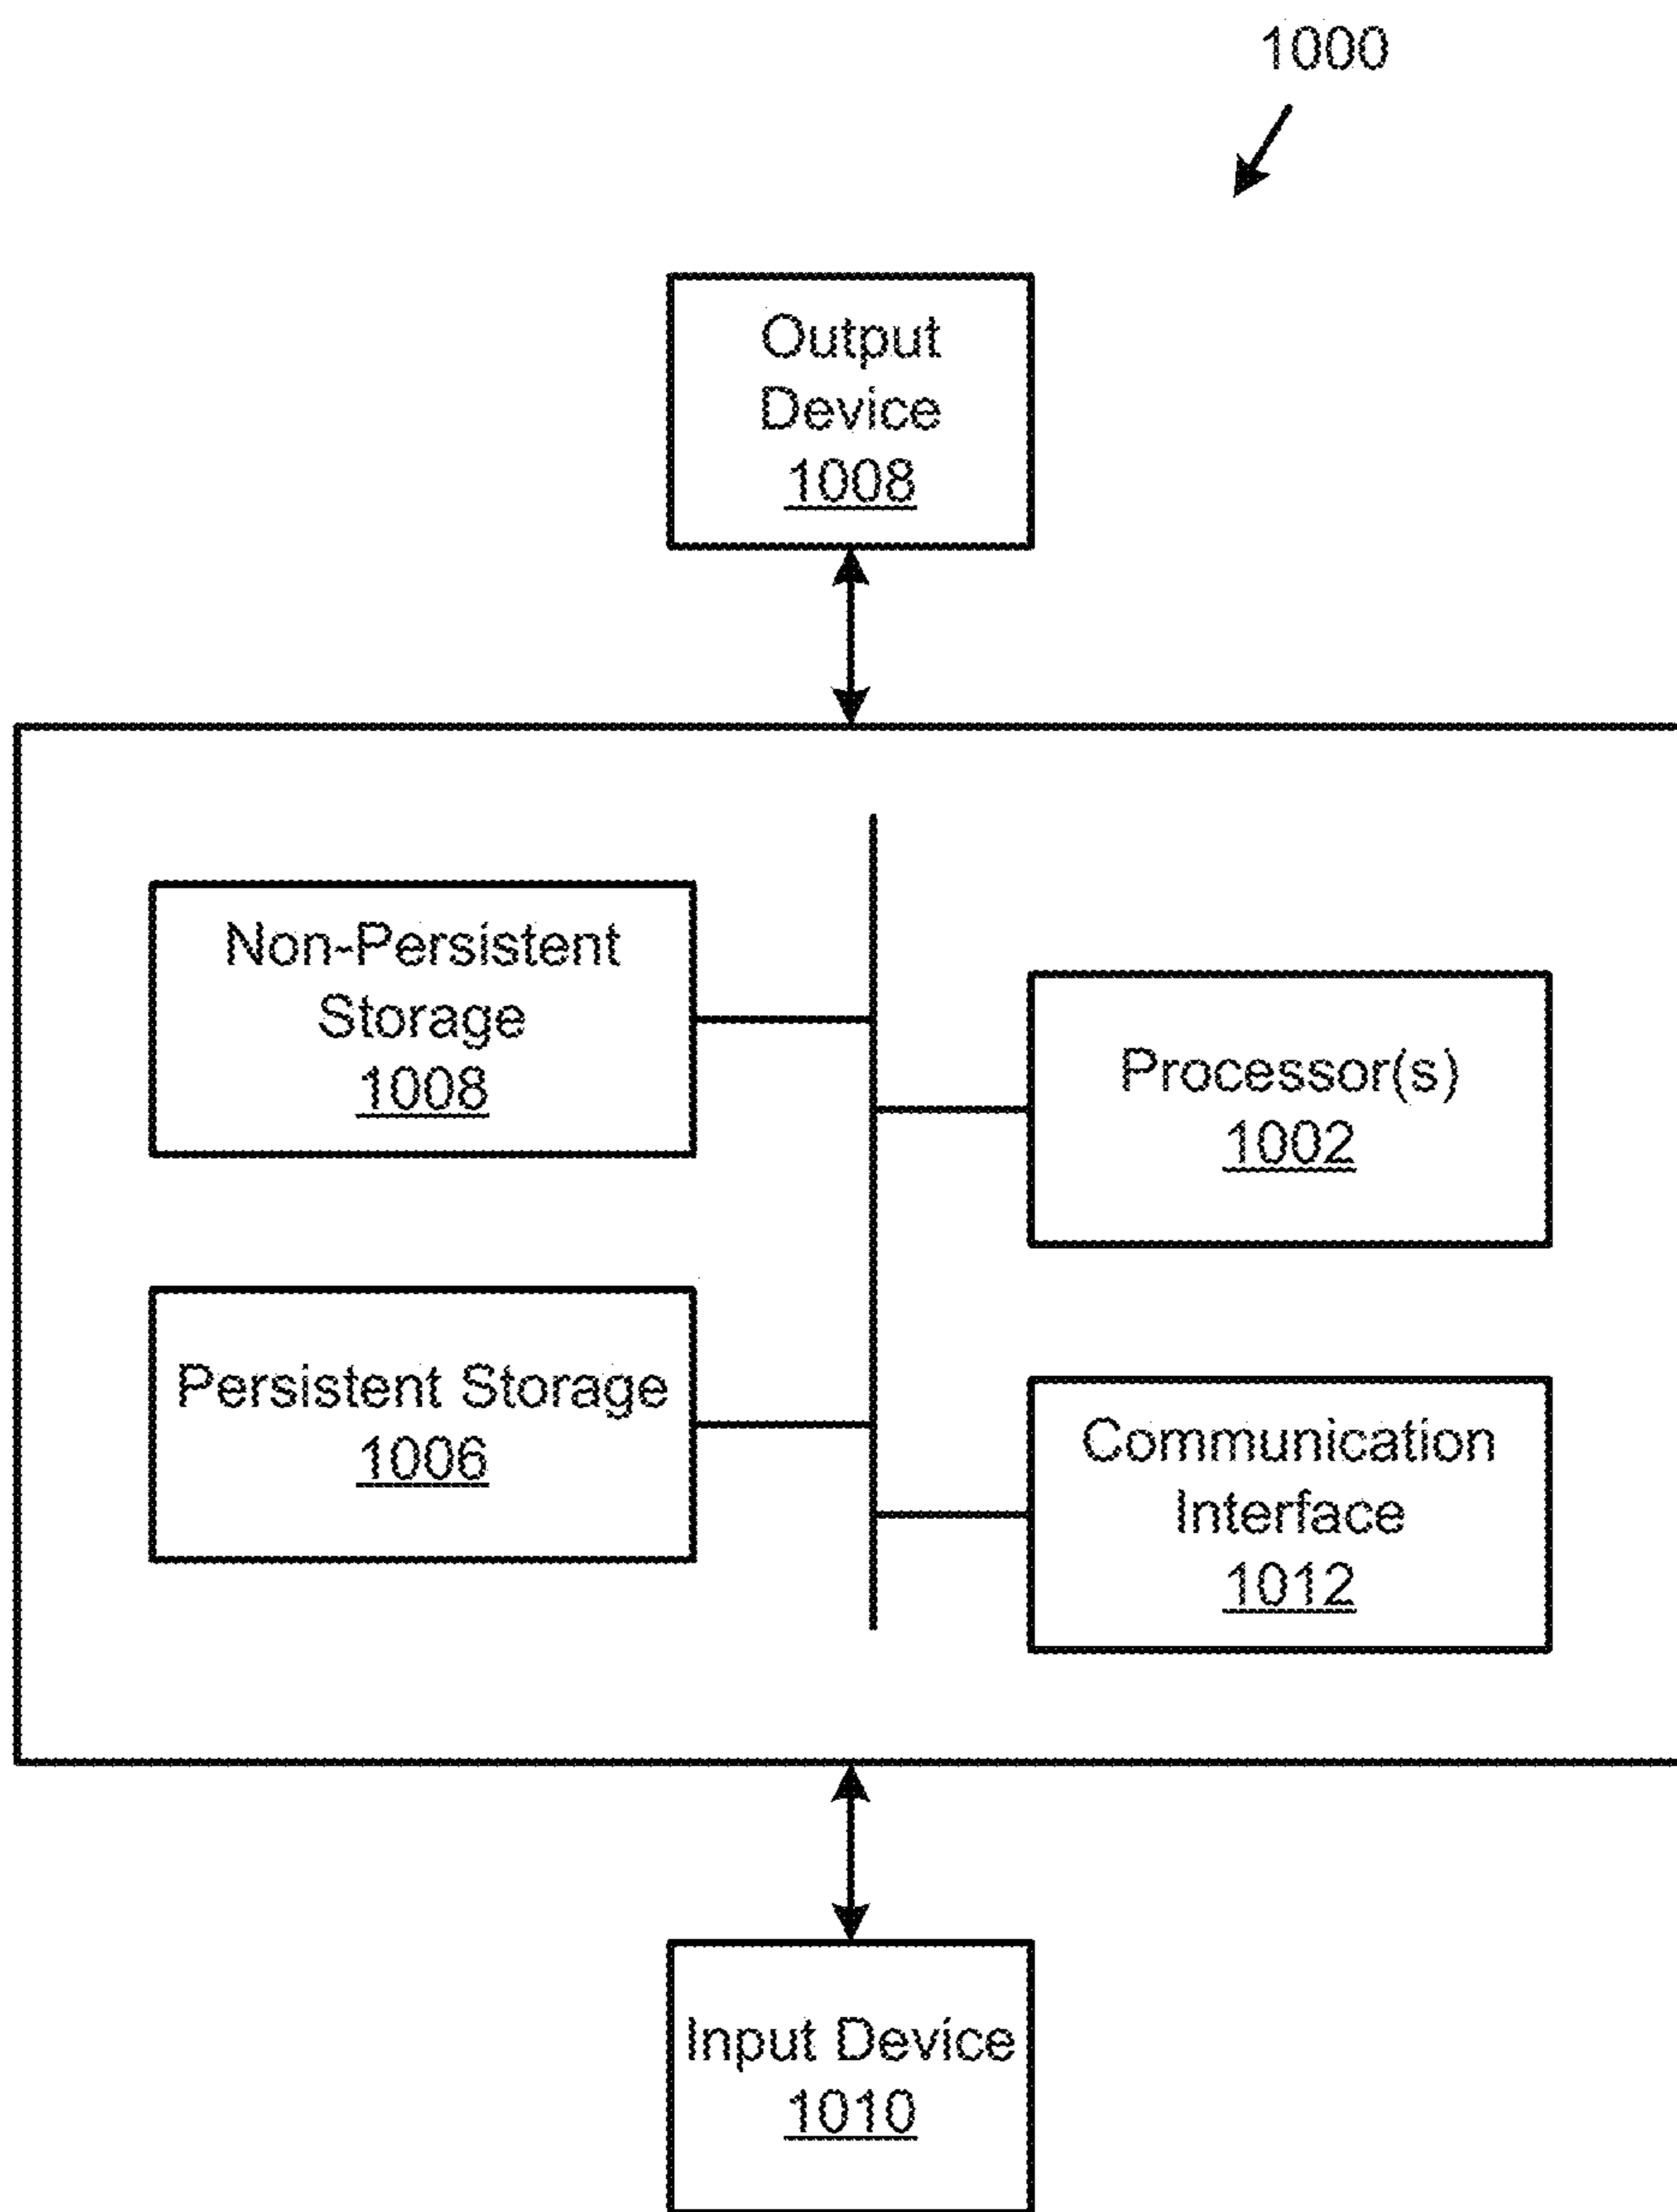 1000
Output
Device
1008
Non-Persistent
Storage
1008
Processor(s)
1002
Persistent Storage
1006
Communication
Interface
1012
Input Device
1010